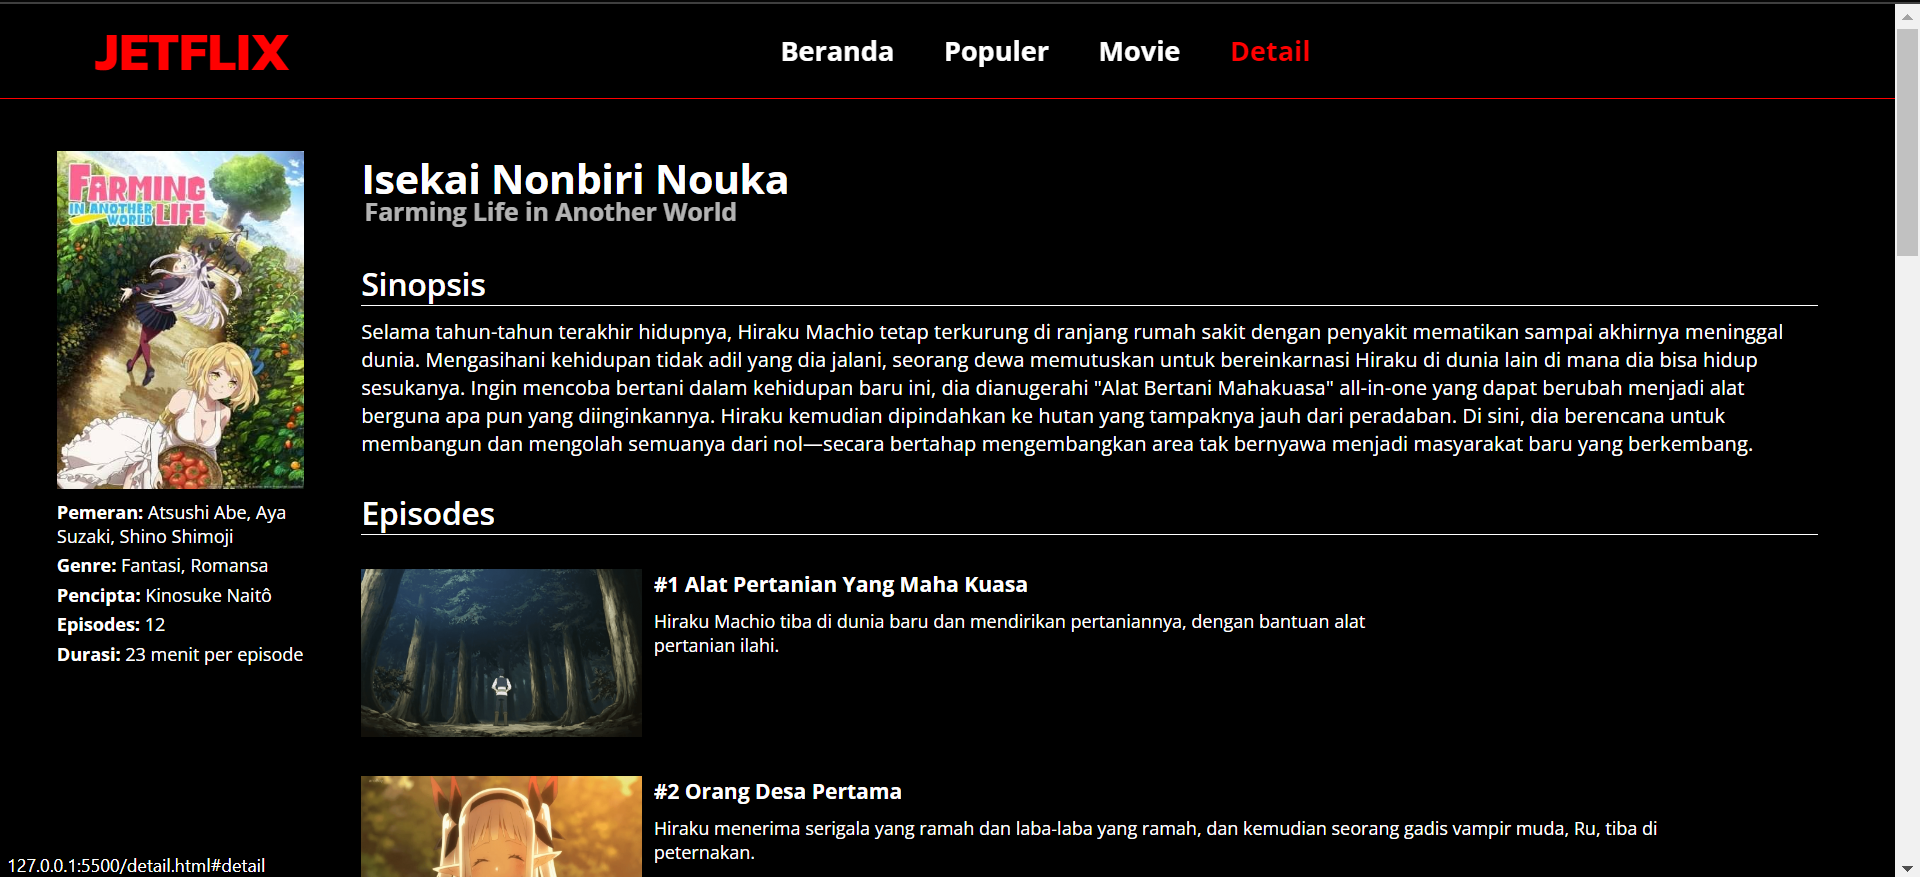 JETFLIX
Beranda Populer Movie Detail
FARMING
IN ANOTHER
WORLD
LIFE
Isekai Nonbiri Nouka
Farming Life in Another World
Sinopsis
Selama tahun-tahun terakhir hidupnya, Hiraku Machio tetap terkurung di ranjang rumah sakit dengan penyakit mematikan sampai akhirnya meninggal
dunia. Mengasihani kehidupan tidak adil yang dia jalani, seorang dewa memutuskan untuk bereinkarnasi Hiraku di dunia lain di mana dia bisa hidup
sesukanya. Ingin mencoba bertani dalam kehidupan baru ini, dia dianugerahi "Alat Bertani Mahakuasa" all-in-one yang dapat berubah menjadi alat
berguna apa pun yang diinginkannya. Hiraku kemudian dipindahkan ke hutan yang tampaknya jauh dari peradaban. Di sini, dia berencana untuk
membangun dan mengolah semuanya dari nol—secara bertahap mengembangkan area tak bernyawa menjadi masyarakat baru yang berkembang.
Pemeran: Atsushi Abe, Aya
Suzaki, Shino Shimoji
Genre: Fantasi, Romansa
Pencipta: Kinosuke Naitô
Episodes: 12
Durasi: 23 menit per episode
Episodes
#1 Alat Pertanian Yang Maha Kuasa
Hiraku Machio tiba di dunia baru dan mendirikan pertaniannya, dengan bantuan alat
pertanian ilahi.
#2 Orang Desa Pertama
Hiraku menerima serigala yang ramah dan laba-laba yang ramah, dan kemudian seorang gadis vampir muda, Ru, tiba di
peternakan.
127.0.0.1:5500/detail.html#detail